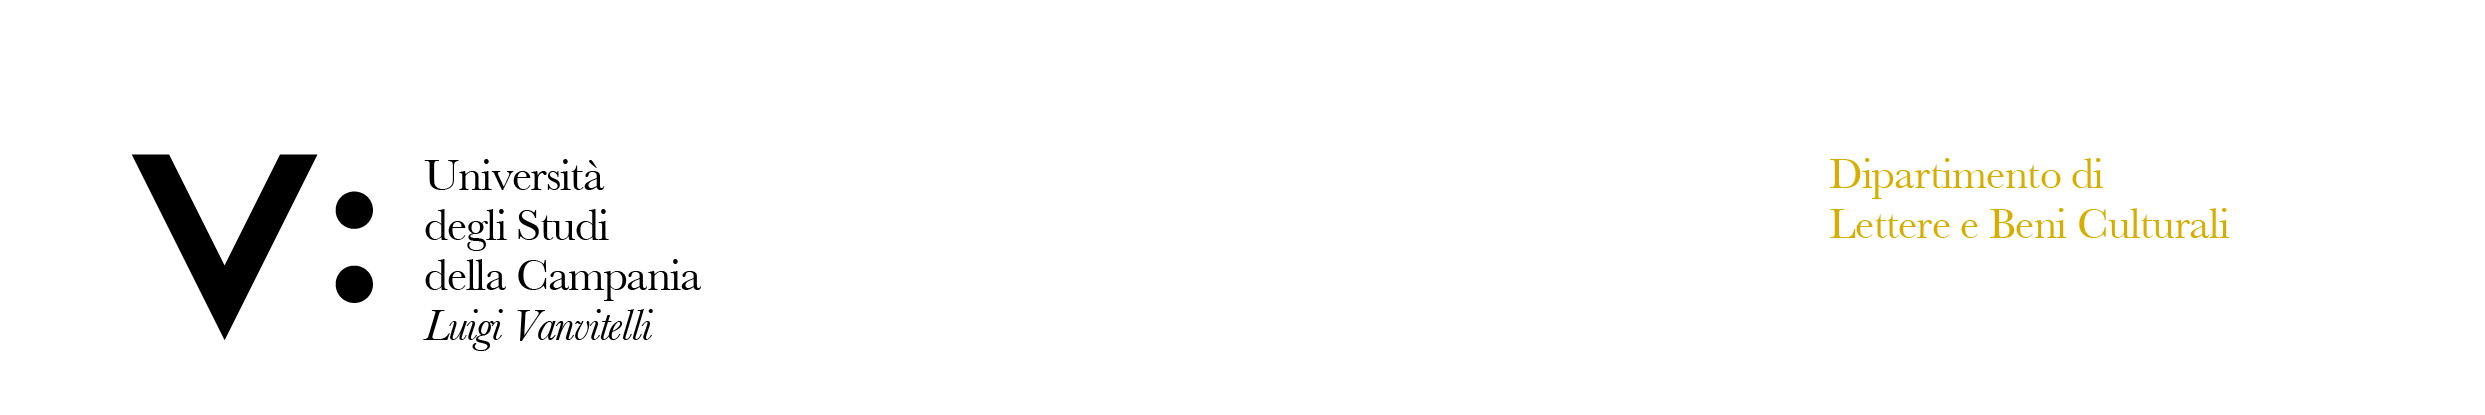 V:
Università
degli Studi
della Campania
Luigi Vanvitelli
Dipartimento di
Lettere e Beni Culturali